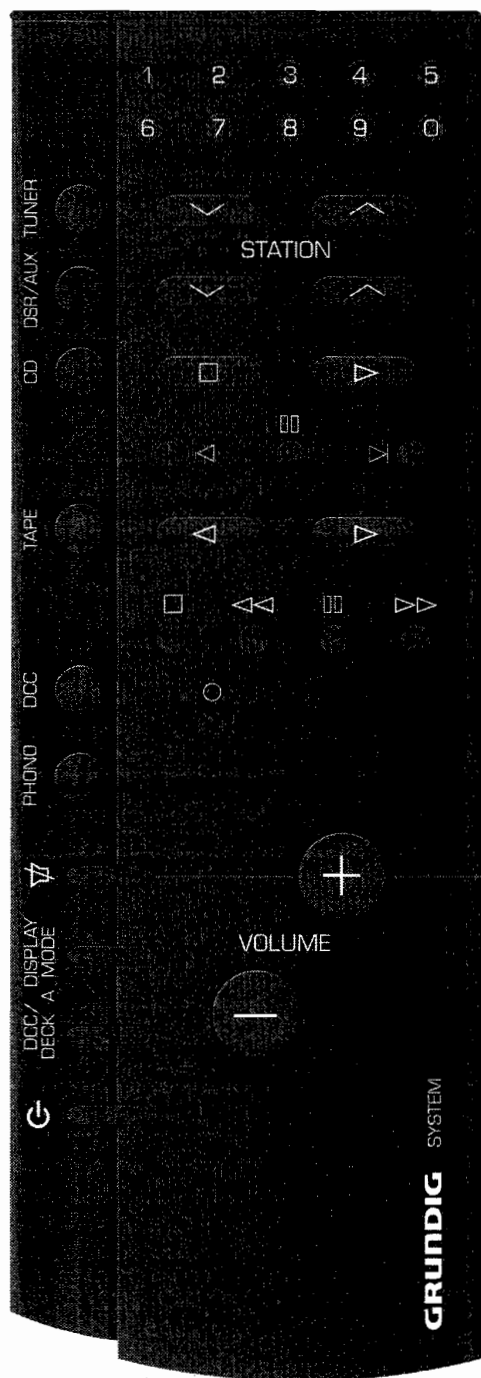 1 2 3 4 5
6 7 8 9 0
TUNER
STATION
DSR/AUX
CD
TAPE
DCC
PHONO
VOLUME
DCC/ DISPLAY
DECK A MODE
GRUNDIG SYSTEM